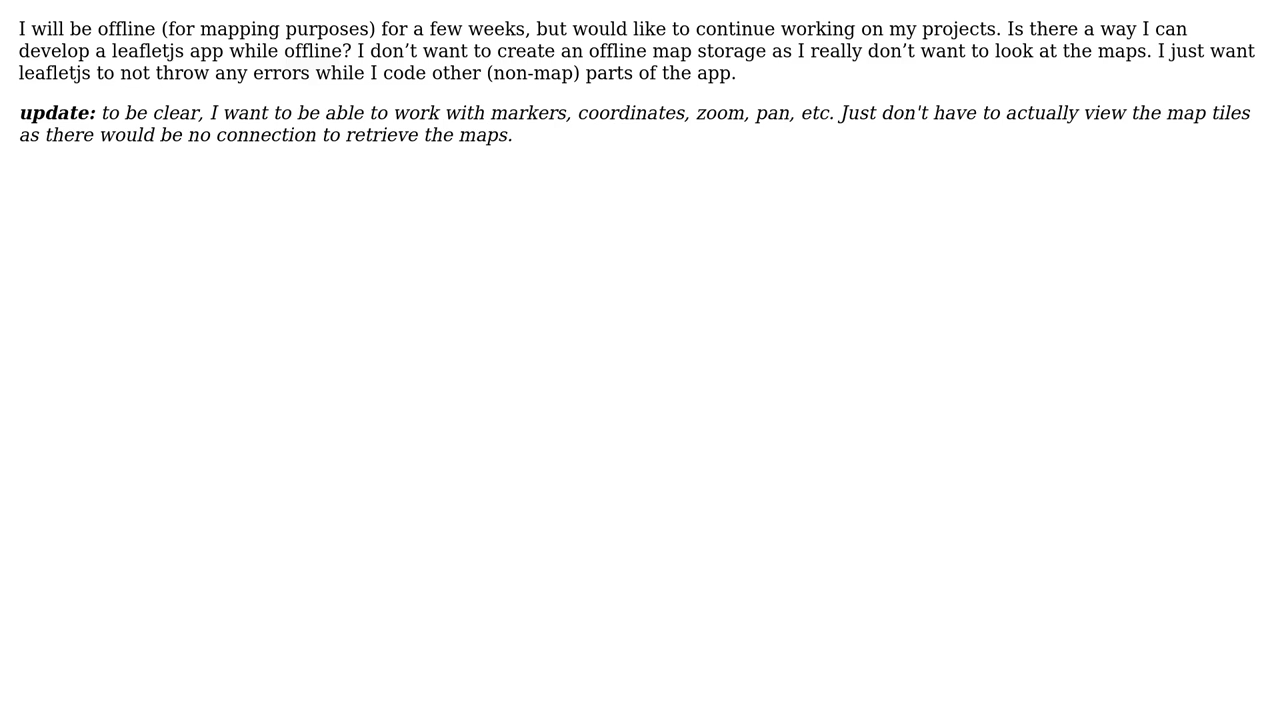 I will be offline (for mapping purposes) for a few weeks, but would like to continue working on my projects. Is there a way I can
develop a leafletjs app while offline? I don’t want to create an offline map storage as I really don’t want to look at the maps. I just want
leafletjs to not throw any errors while I code other (non-map) parts of the app.
update: to be clear, I want to be able to work with markers, coordinates, zoom, pan, etc. Just don't have to actually view the map tiles
as there would be no connection to retrieve the maps.